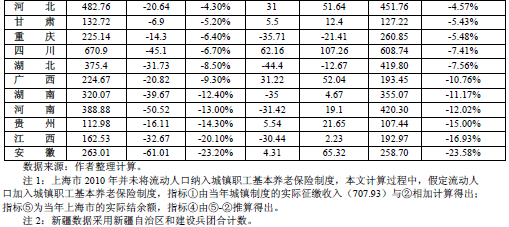 河 北 482.76 -20.64 -4.30% 31 51.64 451.76 -4.57%
甘 肃 132.72 -6.9 -5.20% 5.5 12.4 127.22 -5.43%
重 庆 225.14 -14.3 -6.40% -35.71 -21.41 260.85 -5.48%
四 川 670.9 -45.1 -6.70% 62.16 107.26 608.74 -7.41%
湖 北 375.4 -31.73 -8.50% -44.4 -12.67 419.80 -7.56%
广 西 224.67 -20.82 -9.30% 31.22 52.04 193.45 -10.76%
湖 南 320.07 -39.67 -12.40% -35 4.67 355.07 -11.17%
河 南 388.88 -50.52 -13.00% -31.42 19.1 420.30 -12.02%
贵 州 112.98 -16.11 -14.30% 5.54 21.65 107.44 -15.00%
江 西 162.53 -32.67 -20.10% -30.44 2.23 192.97 -16.93%
安 徽 263.01 -61.01 -23.20% 4.31 65.32 258.70 -23.58%
数据来源：作者整理计算。
注 1：上海市 2010 年并未将流动人口纳入城镇职工基本养老保险制度，本文计算过程中，假定流动人
口加入城镇职工基本养老保险制度，指标①由当年城镇制度的实际征缴收入（707.93）与②相加计算得出；
指标⑤为当年上海市的实际结余额，指标④由⑤-②推算得出。
注 2：新疆数据采用新疆自治区和建设兵团合计数。